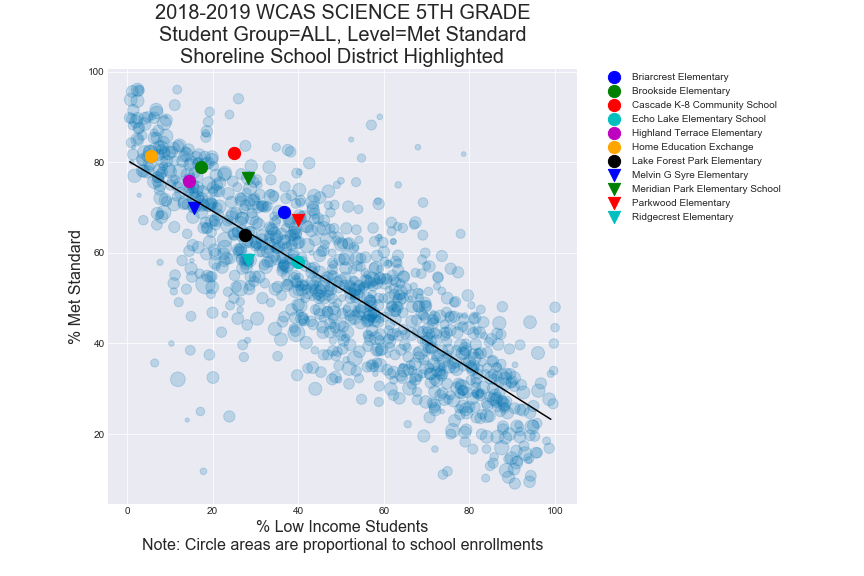 2018-2019 WCAS SCIENCE 5TH GRADE
Student Group=ALL, Level=Met Standard
Shoreline School District Highlighted
% Met Standard
100
80
60
40
20
0
20
40
60
80
100
% Low Income Students
Note: Circle areas are proportional to school enrollments
Briarcrest Elementary
Brookside Elementary
Cascade K-8 Community School
Echo Lake Elementary School
Highland Terrace Elementary
Home Education Exchange
Lake Forest Park Elementary
Melvin G Syre Elementary
Meridian Park Elementary School
Parkwood Elementary
Ridgecrest Elementary